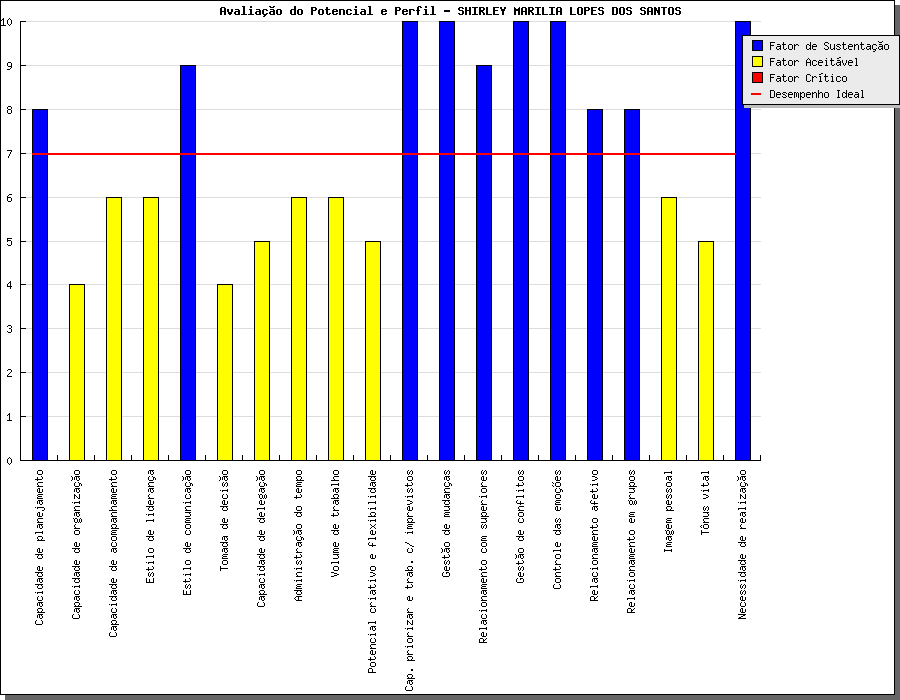 Avaliação do Potencial e Perfil - SHIRLEY MARILIA LOPES DOS SANTOS
Fator de Sustentação
Fator Aceitável
Fator Crítico
Desempenho Ideal
10
9
8
7
6
5
4
3
2
1
0
Capacidade de planejamento
Capacidade de organização
Capacidade de acompanhamento
Estilo de liderança
Estilo de comunicação
Tomada de decisão
Capacidade de delegação
Administração do tempo
Volume de trabalho
Potencial criativo e flexibilidade
Cap. priorizar e trab. c/ imprevistos
Gestão de mudanças
Relacionamento com superiores
Gestão de conflitos
Controle das emoções
Relacionamento afetivo
Relacionamento em grupos
Imagem pessoal
Tônus vital
Necessidade de realização